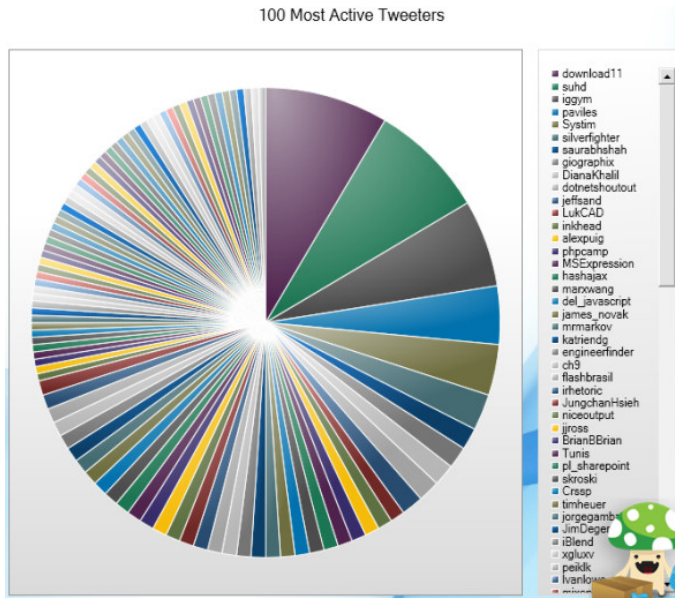 100 Most Active Tweeters
download11
suhd
iggym
paviles
Systim
silverfighter
saurabhshah
giographix
DianaKhalil
dotnetshoutout
jeffsand
LukCAD
inkhead
alexpuig
phpcamp
MSExpression
hashajax
marxwang
del_javascript
james_novak
mrmarkov
katriendg
engineerfinder
ch9
flashbrasil
irhetoric
JungchanHsieh
niceoutput
jjross
BrianBBrian
Tunis
pl_sharepoint
skroski
Crssp
timheuer
iBlend
xgluxv
peiklk